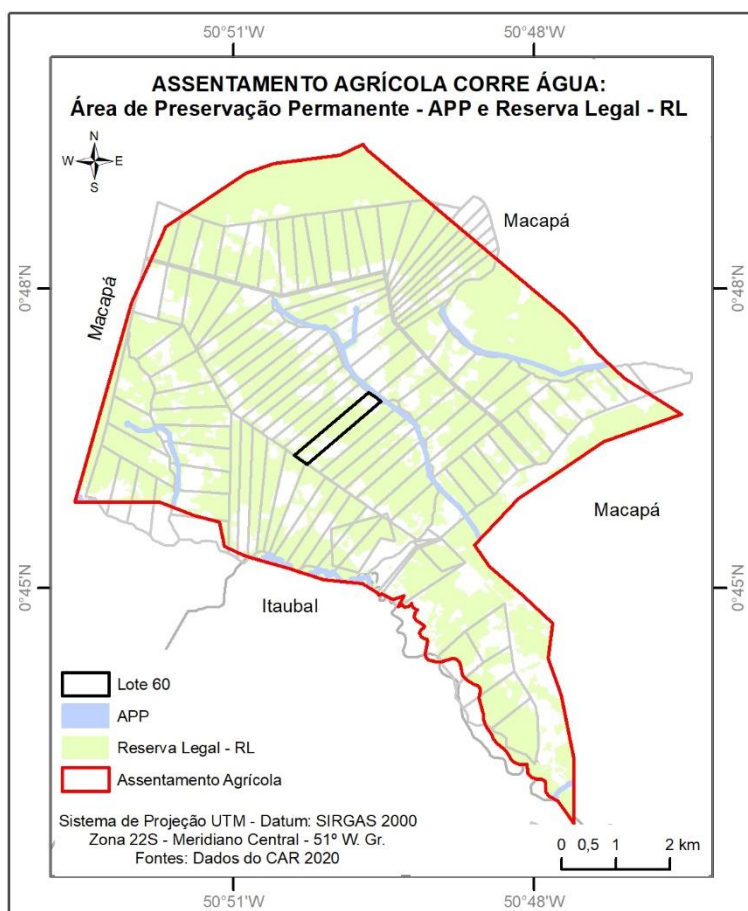 50°51'W 50°48'W
ASSENTAMENTO AGRÍCOLA CORRE ÁGUA:
Área de Preservação Permanente - APP e Reserva Legal - RL
N
W E
S
Macapá
Macapá
0°48'N 0°48'N
Macapá
0°45'N 0°45'N
Itaubal
Lote 60
APP
Reserva Legal - RL
Assentamento Agrícola
Sistema de Projeção UTM - Datum: SIRGAS 2000
Zona 22S - Meridiano Central - 51º W. Gr.
Fontes: Dados do CAR 2020
0 0,5 1 2 km
50°51'W 50°48'W